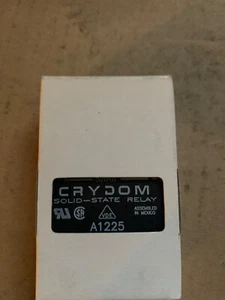 CRYDOM
SOLID-STATE RELAY
ASSEMBLED
IN MEXICO
A1225